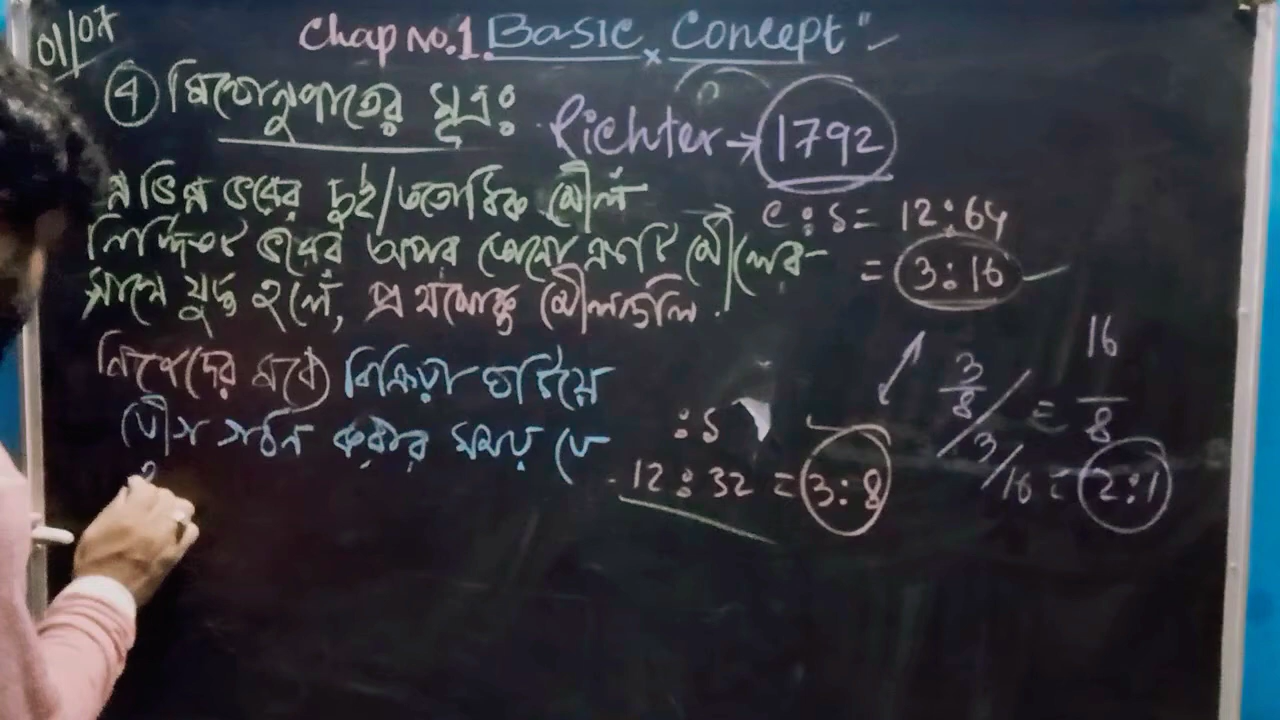 01/07
Chap No.1. Basic Concept"
④ মিথোনুপাতের সূত্রঃ
Richter → 1792
ভিন্ন ভরের দুই/ততোধিক মৌল
নির্দিষ্ট ভরের অপর কোনো একটি মৌলের
সাথে যুক্ত হলে, প্রথমোক্ত মৌলগুলি
নিজেদের মধ্যে বিক্রিয়া ঘটিয়ে
যৌগ গঠন করার সময় যে
C : S = 12 : 64
= 3 : 16
: S
12 : 32 = 3 : 8
3/8 / 3/16 = 16/8 = 2 : 1